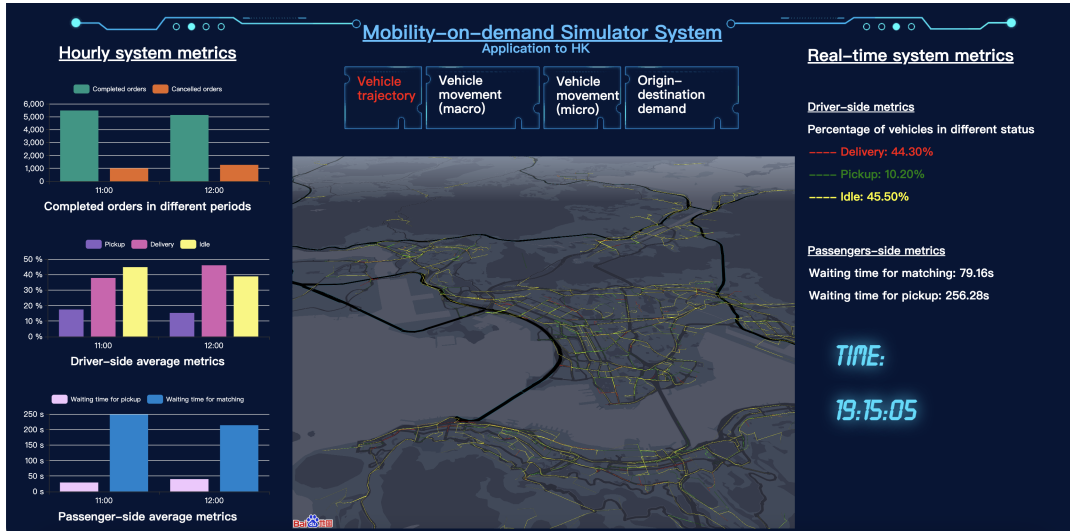 Mobility-on-demand Simulator System
Application to HK
Hourly system metrics
Completed orders
Cancelled orders
6,000
5,000
4,000
3,000
2,000
1,000
0
11:00
12:00
Completed orders in different periods
Pickup
Delivery
Idle
50 %
40 %
30 %
20 %
10 %
0 %
11:00
12:00
Driver-side average metrics
Waiting time for pickup
Waiting time for matching
250 s
200 s
150 s
100 s
50 s
0 s
11:00
12:00
Passenger-side average metrics
Vehicle
trajectory
Vehicle
movement
(macro)
Vehicle
movement
(micro)
Origin-
destination
demand
Bai
地图
Real-time system metrics
Driver-side metrics
Percentage of vehicles in different status
---- Delivery: 44.30%
---- Pickup: 10.20%
---- Idle: 45.50%
Passengers-side metrics
Waiting time for matching: 79.16s
Waiting time for pickup: 256.28s
TIME:
19:15:05